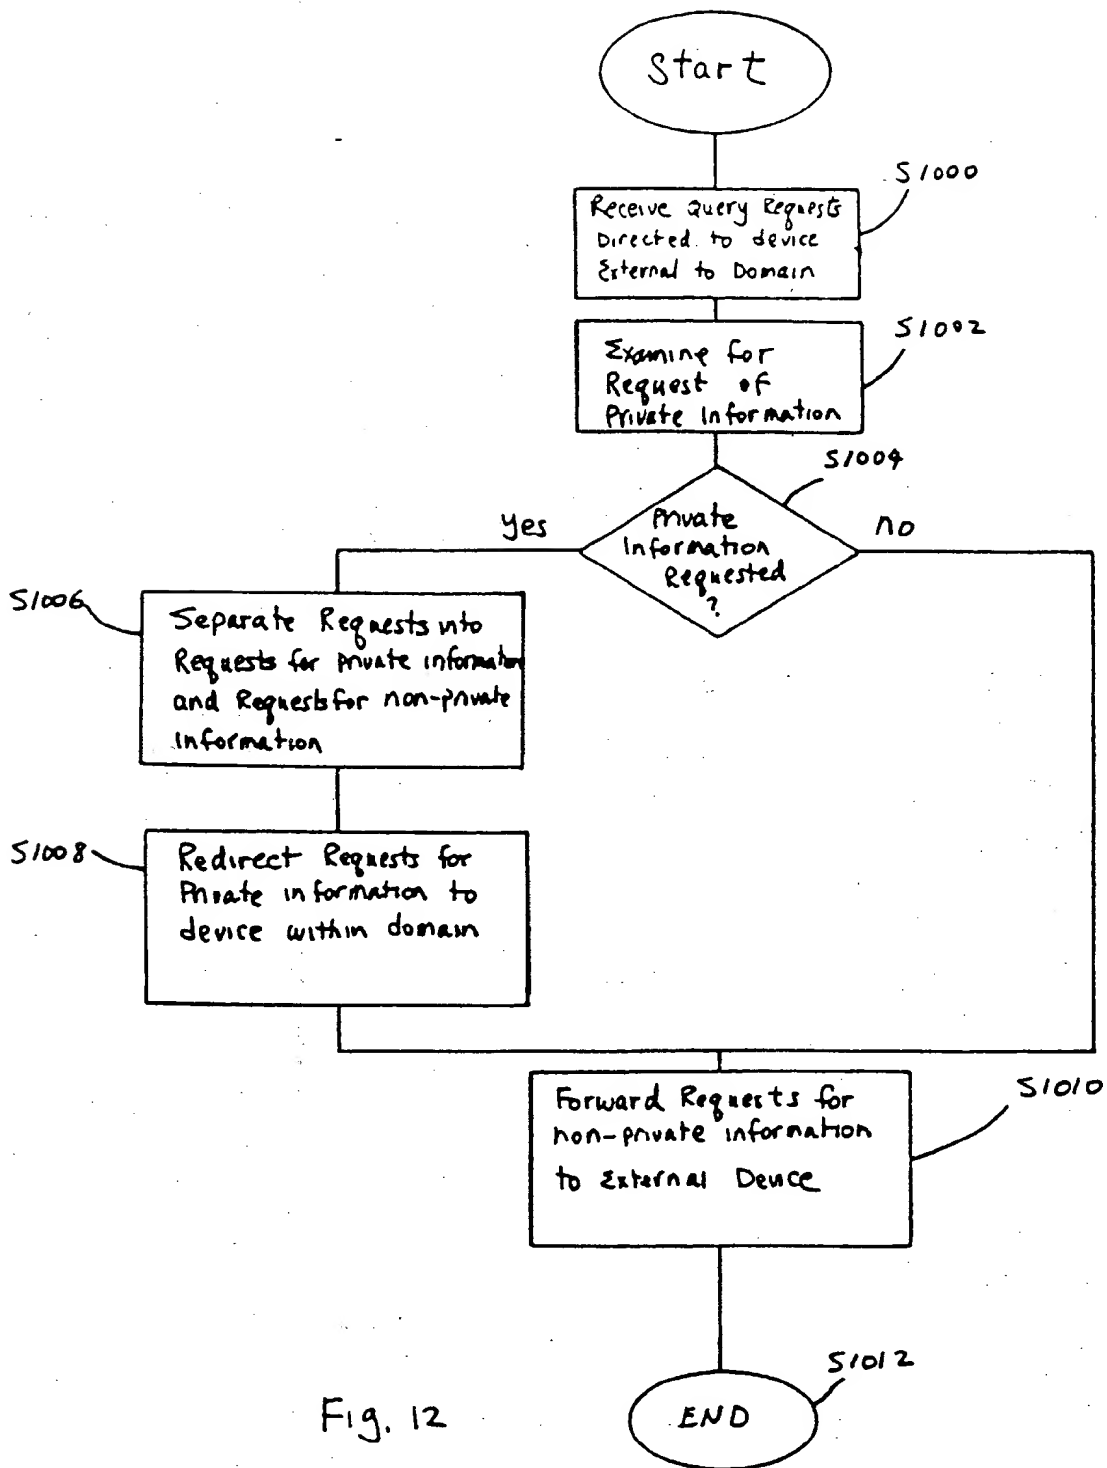 Start
S1000
Receive Query Requests
Directed to device
External to Domain
S1002
Examine for
Request of
Private Information
S1004
yes
Private
Information
Requested
?
no
S1006
Separate Requests into
Requests for private information
and Requests for non-private
information
S1008
Redirect Requests for
Private information to
device within domain
S1010
Forward Requests for
non-private information
to External Device
S1012
END
Fig. 12